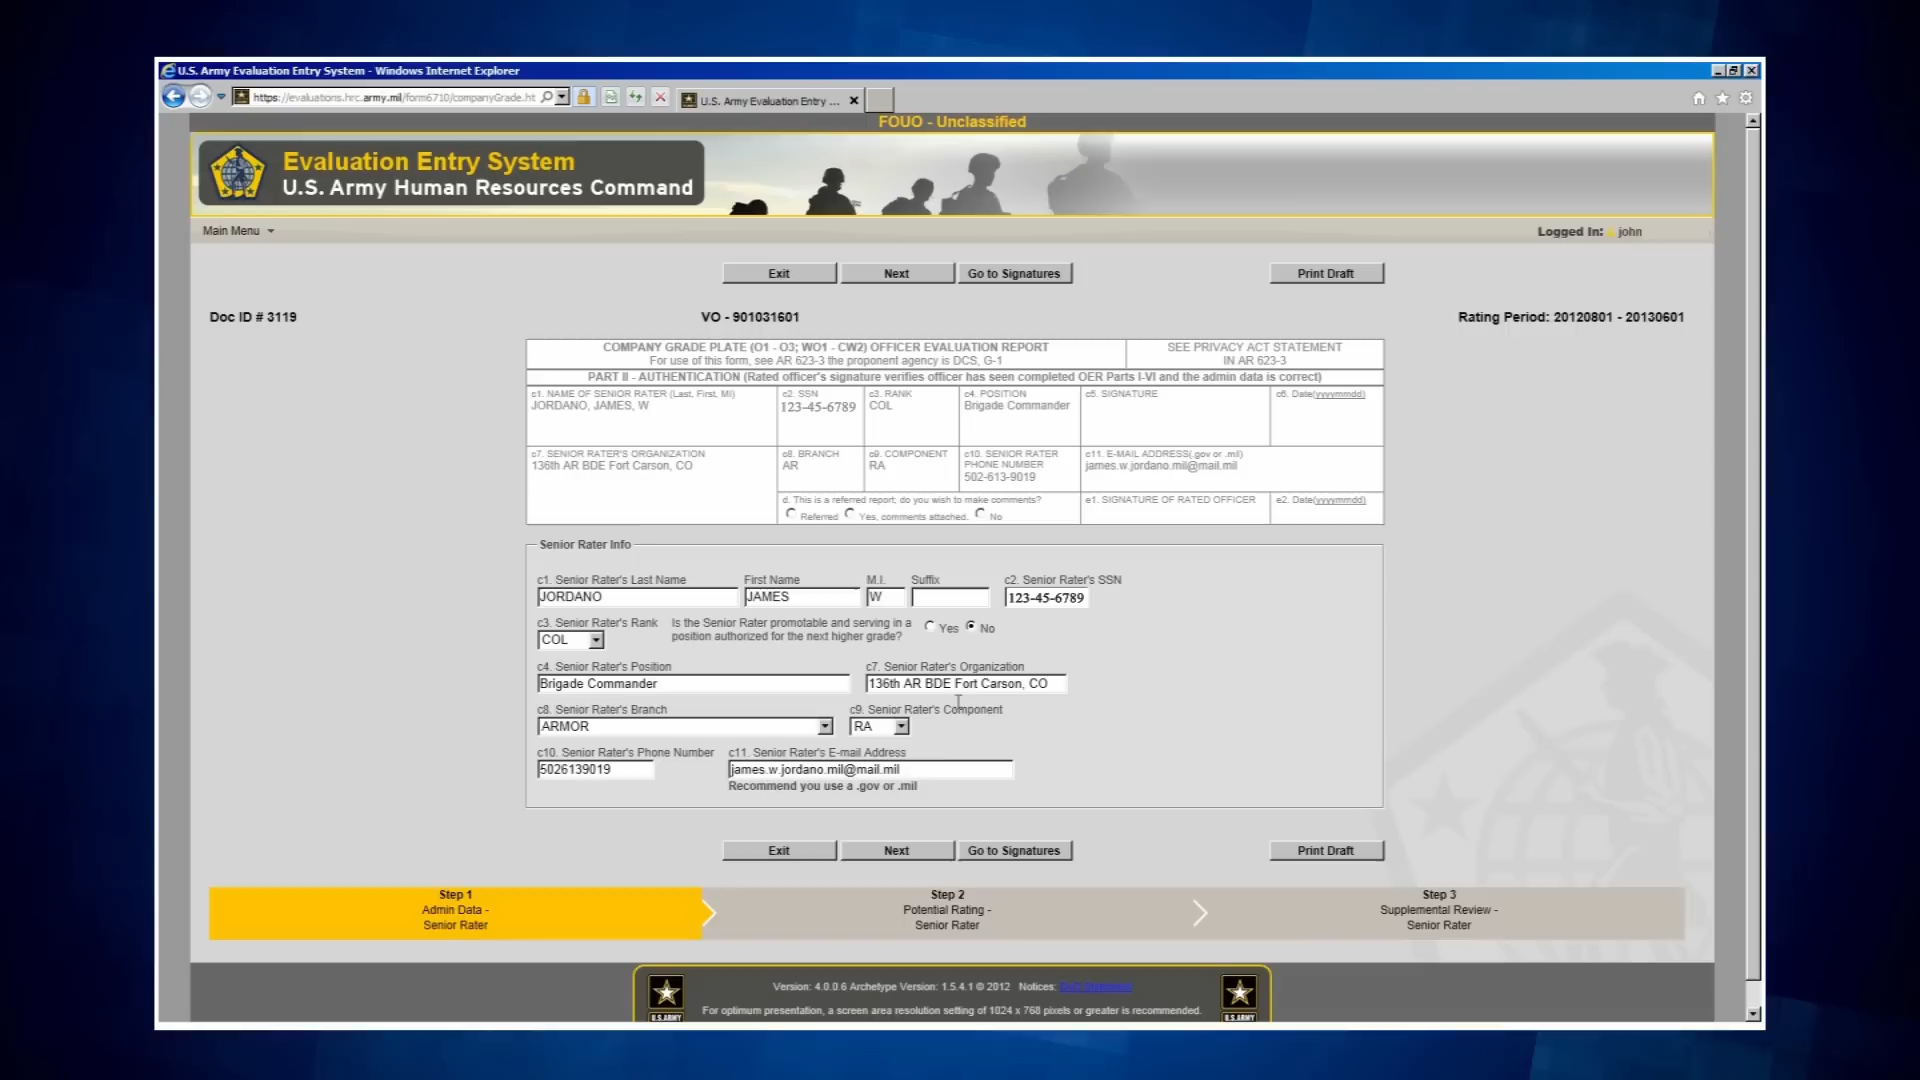 U.S. Army Evaluation Entry System - Windows Internet Explorer
https://evaluations.hrc.army.mil/form6710/companyGrade.ht
U.S. Army Evaluation Entry ...
FOUO - Unclassified
Evaluation Entry System
U.S. Army Human Resources Command
Main Menu
Logged In: john
Exit Next Go to Signatures Print Draft
Doc ID # 3119 VO - 901031601 Rating Period: 20120801 - 20130601
COMPANY GRADE PLATE (O1 - O3; WO1 - CW2) OFFICER EVALUATION REPORT
For use of this form, see AR 623-3 the proponent agency is DCS, G-1
SEE PRIVACY ACT STATEMENT
IN AR 623-3
PART II - AUTHENTICATION (Rated officer's signature verifies officer has seen completed OER Parts I-VI and the admin data is correct)
c1. NAME OF SENIOR RATER (Last, First, MI)
JORDANO, JAMES, W
c2. SSN
123-45-6789
c3. RANK
COL
c4. POSITION
Brigade Commander
c5. SIGNATURE
c6. Date(yyyymmdd)
c7. SENIOR RATER'S ORGANIZATION
136th AR BDE Fort Carson, CO
c8. BRANCH
AR
c9. COMPONENT
RA
c10. SENIOR RATER
PHONE NUMBER
502-613-9019
c11. E-MAIL ADDRESS(.gov or .mil)
james.w.jordano.mil@mail.mil
d. This is a referred report; do you wish to make comments?
Referred Yes, comments attached. No
e1. SIGNATURE OF RATED OFFICER
e2. Date(yyyymmdd)
Senior Rater Info
c1. Senior Rater's Last Name First Name M.I. Suffix c2. Senior Rater's SSN
JORDANO JAMES W 123-45-6789
c3. Senior Rater's Rank
COL
Is the Senior Rater promotable and serving in a
position authorized for the next higher grade?
Yes No
c4. Senior Rater's Position c7. Senior Rater's Organization
Brigade Commander 136th AR BDE Fort Carson, CO
c8. Senior Rater's Branch c9. Senior Rater's Component
ARMOR RA
c10. Senior Rater's Phone Number c11. Senior Rater's E-mail Address
5026139019 james.w.jordano.mil@mail.mil
Recommend you use a .gov or .mil
Exit Next Go to Signatures Print Draft
Step 1
Admin Data -
Senior Rater
Step 2
Potential Rating -
Senior Rater
Step 3
Supplemental Review -
Senior Rater
Version: 4.0.0.6 Archetype Version: 1.5.4.1 © 2012 Notices:
For optimum presentation, a screen area resolution setting of 1024 x 768 pixels or greater is recommended.
U.S.ARMY U.S.ARMY